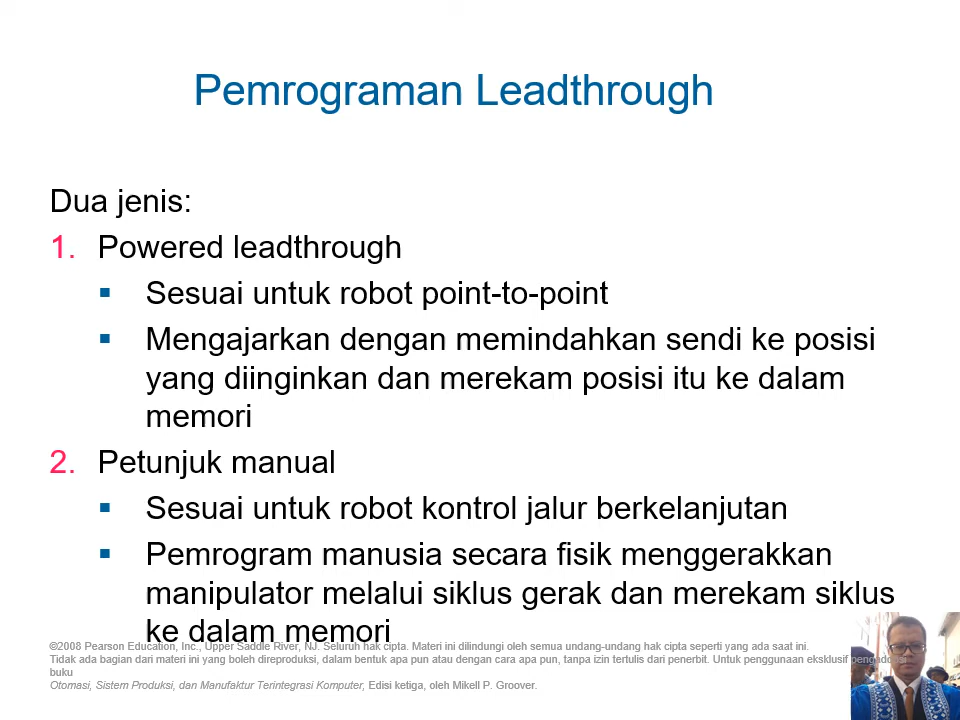 Pemrograman Leadthrough
Dua jenis:
1. Powered leadthrough
▪ Sesuai untuk robot point-to-point
▪ Mengajarkan dengan memindahkan sendi ke posisi
yang diinginkan dan merekam posisi itu ke dalam
memori
2. Petunjuk manual
▪ Sesuai untuk robot kontrol jalur berkelanjutan
▪ Pemrogram manusia secara fisik menggerakkan
manipulator melalui siklus gerak dan merekam siklus
ke dalam memori
©2008 Pearson Education, Inc., Upper Saddle River, NJ. Seluruh hak cipta. Materi ini dilindungi oleh semua undang-undang hak cipta seperti yang ada saat ini.
Tidak ada bagian dari materi ini yang boleh direproduksi, dalam bentuk apa pun atau dengan cara apa pun, tanpa izin tertulis dari penerbit. Untuk penggunaan eksklusif
buku
Otomasi, Sistem Produksi, dan Manufaktur Terintegrasi Komputer, Edisi ketiga, oleh Mikell P. Groover.